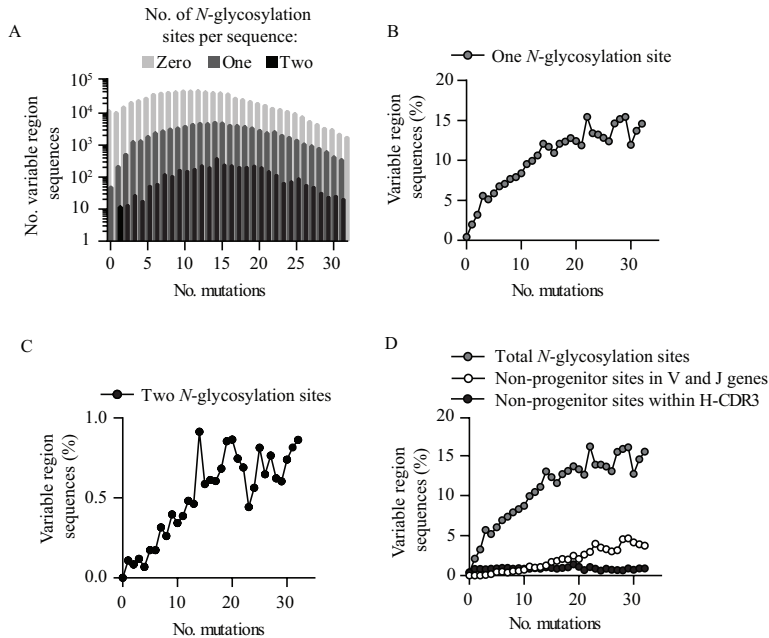 A
No. of N-glycosylation
sites per sequence:
Zero One Two
No. variable region
sequences
10⁵
10⁴
10³
10²
10
1
0 5 10 15 20 25 30
No. mutations
B
One N-glycosylation site
Variable region
sequences (%)
20
15
10
5
0
0 10 20 30
No. mutations
C
Two N-glycosylation sites
Variable region
sequences (%)
1.0
0.5
0.0
0 10 20 30
No. mutations
D
Total N-glycosylation sites
Non-progenitor sites in V and J genes
Non-progenitor sites within H-CDR3
Variable region
sequences (%)
20
15
10
5
0
0 10 20 30
No. mutations